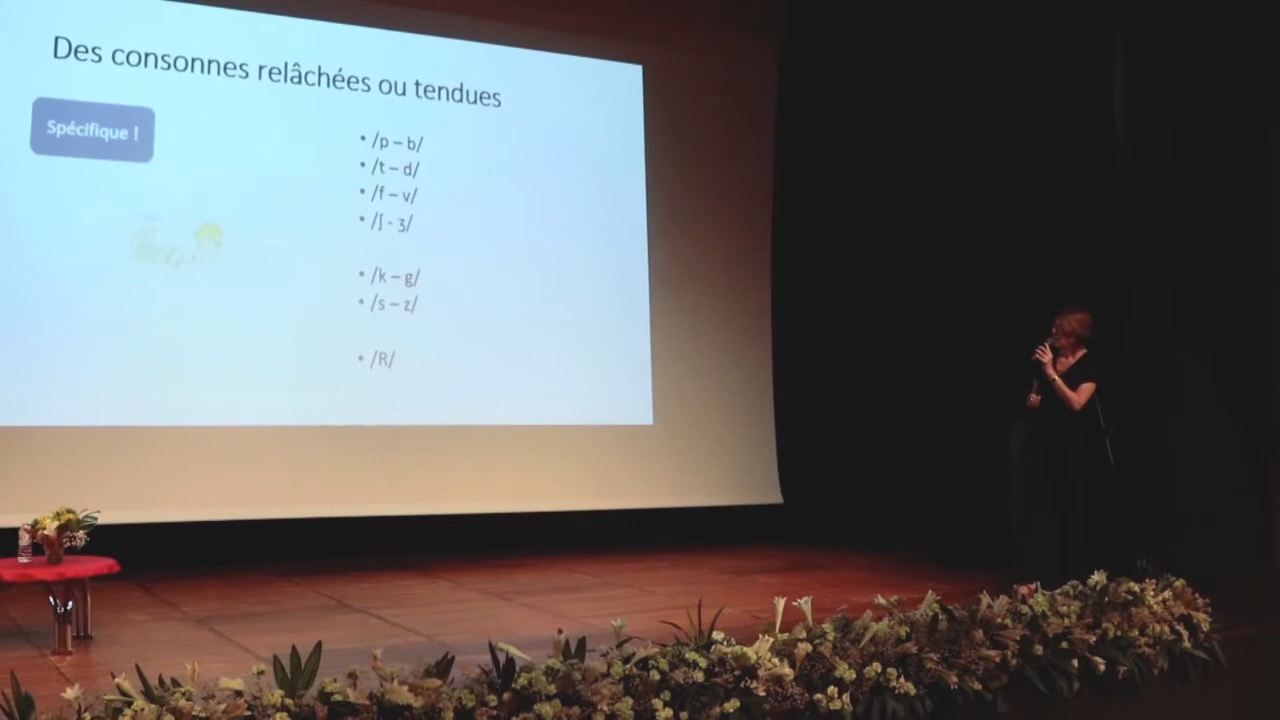 Des consonnes relâchées ou tendues
Spécifique !
• /p – b/
• /t – d/
• /f – v/
• /ʃ - ʒ/
• /k – g/
• /s – z/
• /R/